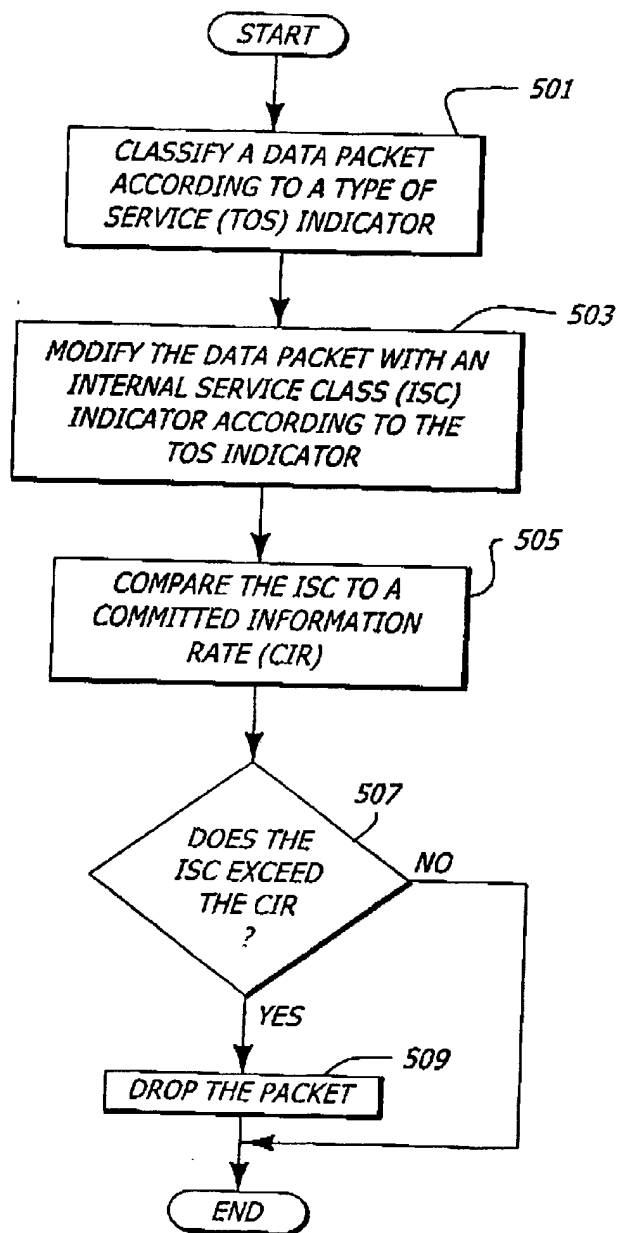 START
501
CLASSIFY A DATA PACKET
ACCORDING TO A TYPE OF
SERVICE (TOS) INDICATOR
503
MODIFY THE DATA PACKET WITH AN
INTERNAL SERVICE CLASS (ISC)
INDICATOR ACCORDING TO THE
TOS INDICATOR
505
COMPARE THE ISC TO A
COMMITTED INFORMATION
RATE (CIR)
507
DOES THE
ISC EXCEED
THE CIR
?
NO
YES
509
DROP THE PACKET
END